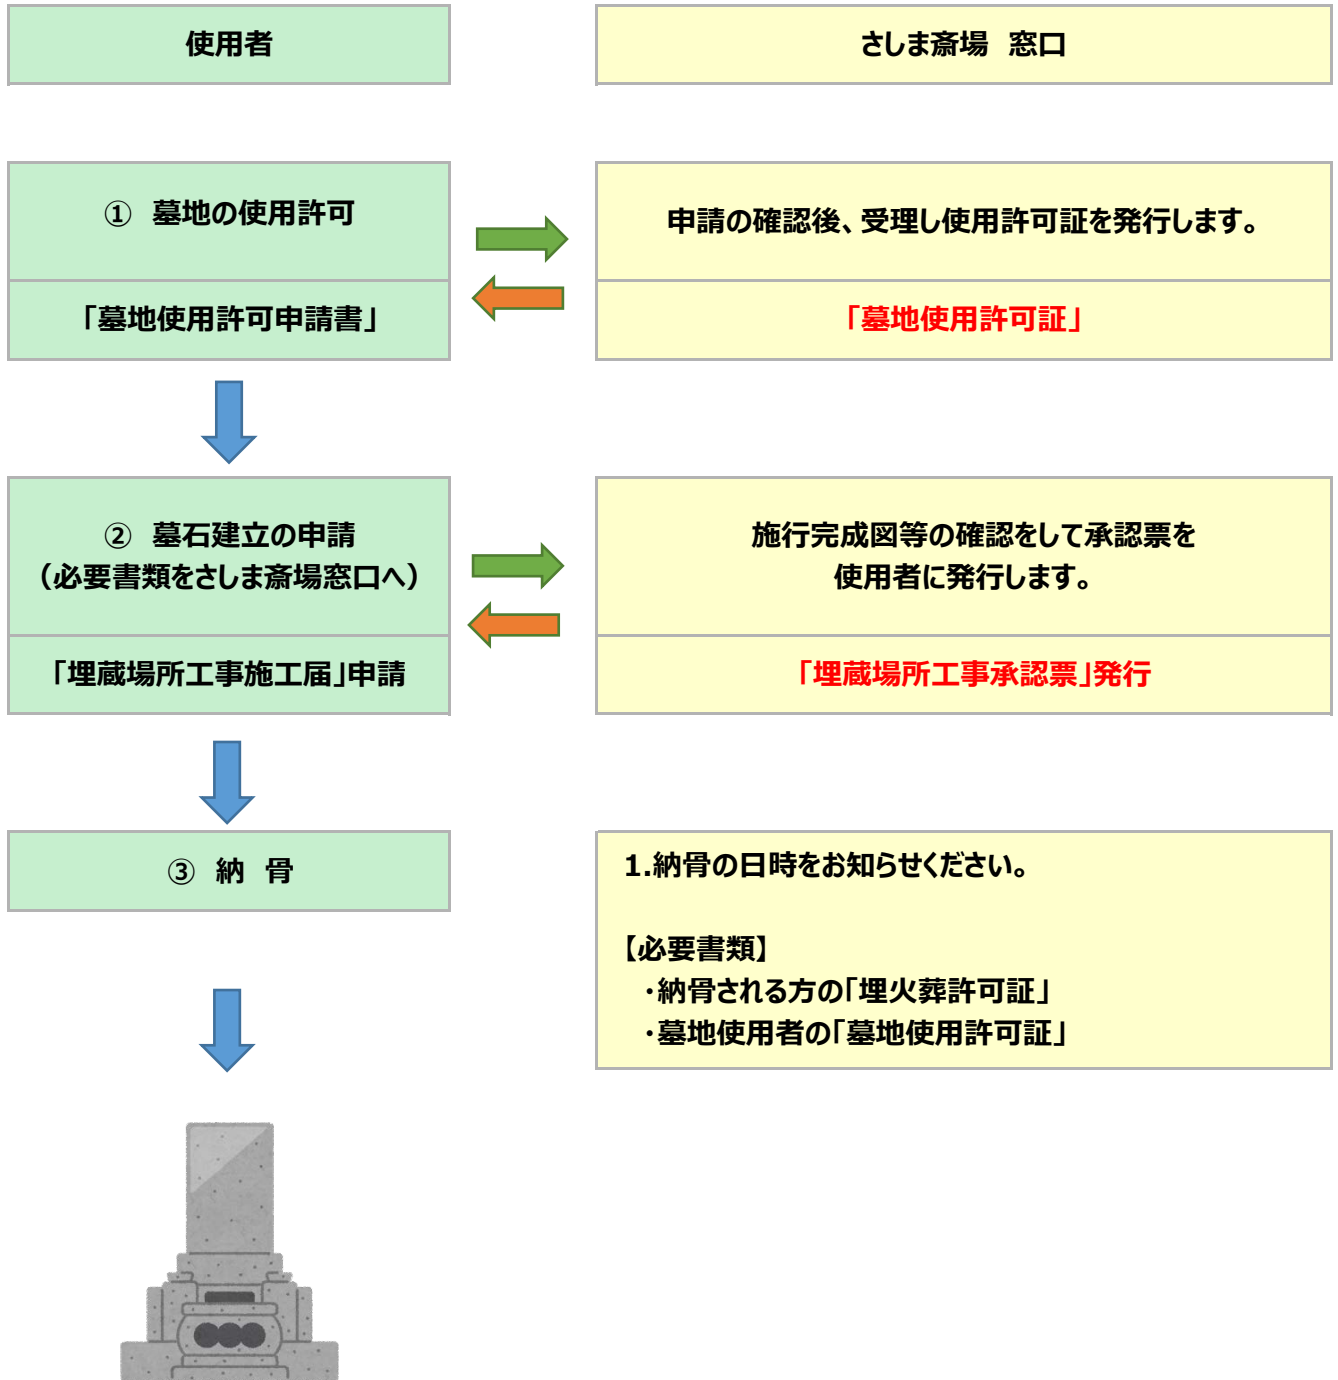 使用者
さしま斎場　窓口
①　墓地の使用許可
「墓地使用許可申請書」
申請の確認後、受理し使用許可証を発行します。
「墓地使用許可証」
②　墓石建立の申請
（必要書類をさしま斎場窓口へ）
「埋蔵場所工事施工届」申請
施行完成図等の確認をして承認票を
使用者に発行します。
「埋蔵場所工事承認票」発行
③　納　骨
1.納骨の日時をお知らせください。
【必要書類】
・納骨される方の「埋火葬許可証」
・墓地使用者の「墓地使用許可証」